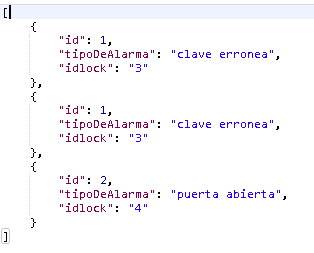 [
    {
        "id": 1,
        "tipoDeAlarma": "clave erronea",
        "idlock": "3"
    },
    {
        "id": 1,
        "tipoDeAlarma": "clave erronea",
        "idlock": "3"
    },
    {
        "id": 2,
        "tipoDeAlarma": "puerta abierta",
        "idlock": "4"
    }
]